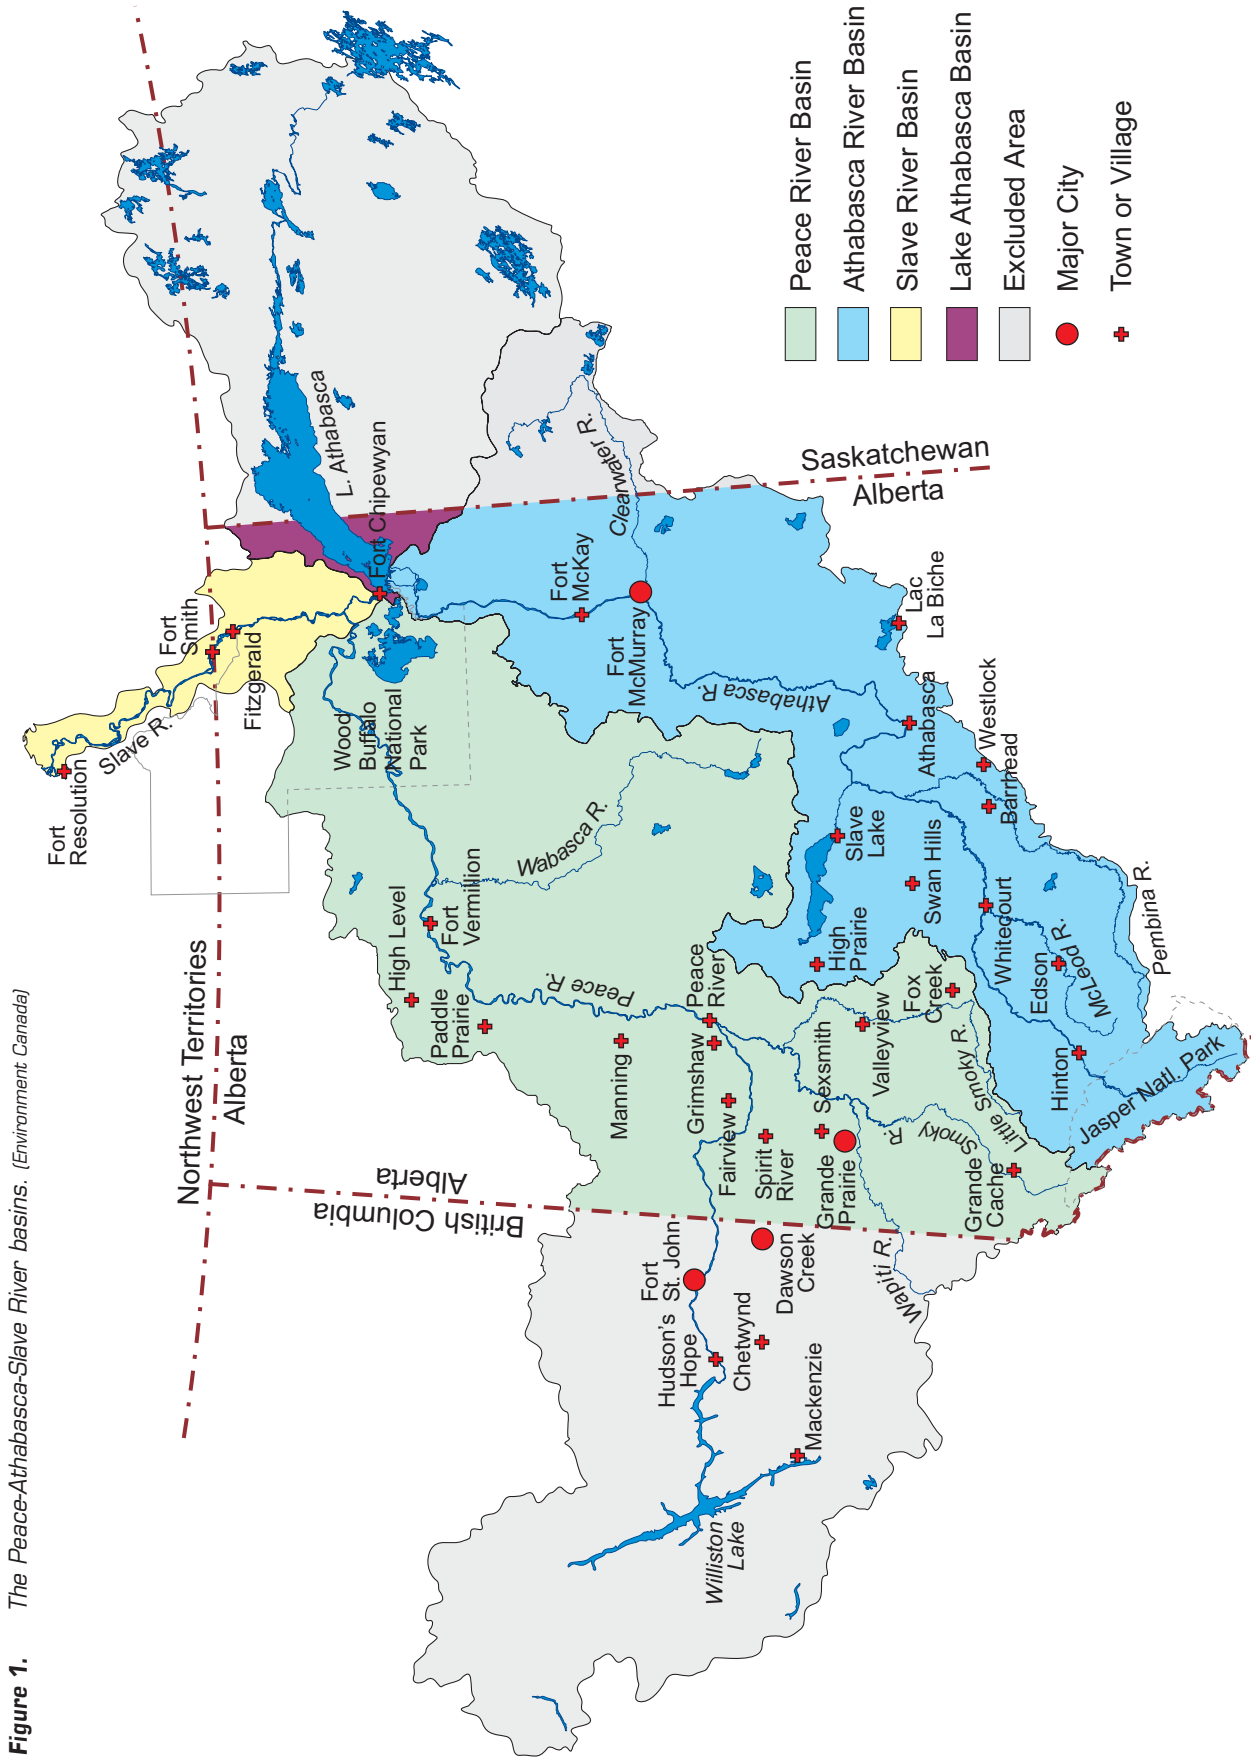 Figure 1. The Peace-Athabasca-Slave River basins. (Environment Canada)
Northwest Territories
Alberta
British Columbia
Alberta
Saskatchewan
Alberta
Fort
Resolution
Slave R.
Fort
Smith
Fitzgerald
Wood
Buffalo
National
Park
Fort Chipewyan
L. Athabasca
High Level
Fort
Vermillion
Paddle
Prairie
Wabasca R.
Peace R.
Manning
Peace
River
Grimshaw
Fairview
Spirit
River
Sexsmith
Grande
Prairie
Valleyview
Fox
Creek
Little Smoky R.
Smoky
R.
Grande
Cache
Wapiti R.
Fort
St. John
Hudson's
Hope
Dawson
Creek
Chetwynd
Mackenzie
Williston
Lake
Fort
McKay
Fort
McMurray
Clearwater R.
Athabasca R.
Lac
La Biche
Athabasca
Westlock
Barrhead
Slave
Lake
Swan Hills
High
Prairie
Whitecourt
Edson
McLeod R.
Pembina R.
Hinton
Jasper Natl. Park
Peace River Basin
Athabasca River Basin
Slave River Basin
Lake Athabasca Basin
Excluded Area
Major City
Town or Village